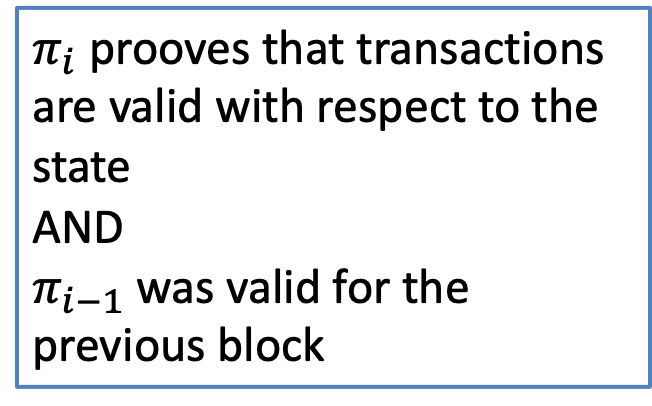 π_i prooves that transactions
are valid with respect to the
state
AND
π_{i−1} was valid for the
previous block